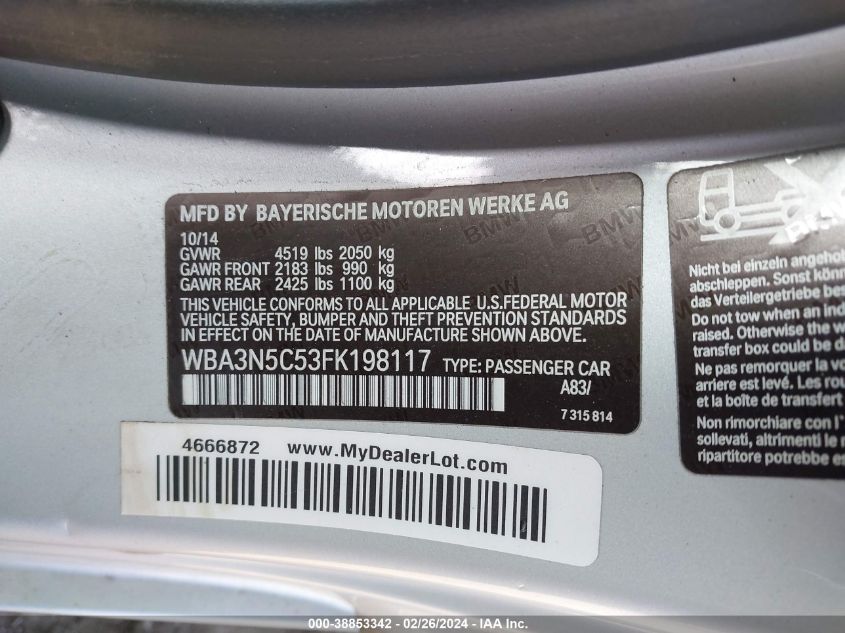 MFD BY BAYERISCHE MOTOREN WERKE AG
10/14
GVWR 4519 lbs 2050 kg
GAWR FRONT 2183 lbs 990 kg
GAWR REAR 2425 lbs 1100 kg
THIS VEHICLE CONFORMS TO ALL APPLICABLE U.S.FEDERAL MOTOR
VEHICLE SAFETY, BUMPER AND THEFT PREVENTION STANDARDS
IN EFFECT ON THE DATE OF MANUFACTURE SHOWN ABOVE.
WBA3N5C53FK198117 TYPE: PASSENGER CAR
A83/
7 315 814
4666872 www.MyDealerLot.com
Nicht bei einzeln angehob
abschleppen. Sonst könn
das Verteilergetriebe bes
Do not tow when an ind
raised. Otherwise the
transfer box can be
Ne pas remorquer la vo
arriere est levé. Les rou
et la boîte de transfert
Non rimorchiare con l'
sollevati, altrimenti le
ripartitore potrebbe es
000-38853342 - 02/26/2024 - IAA Inc.